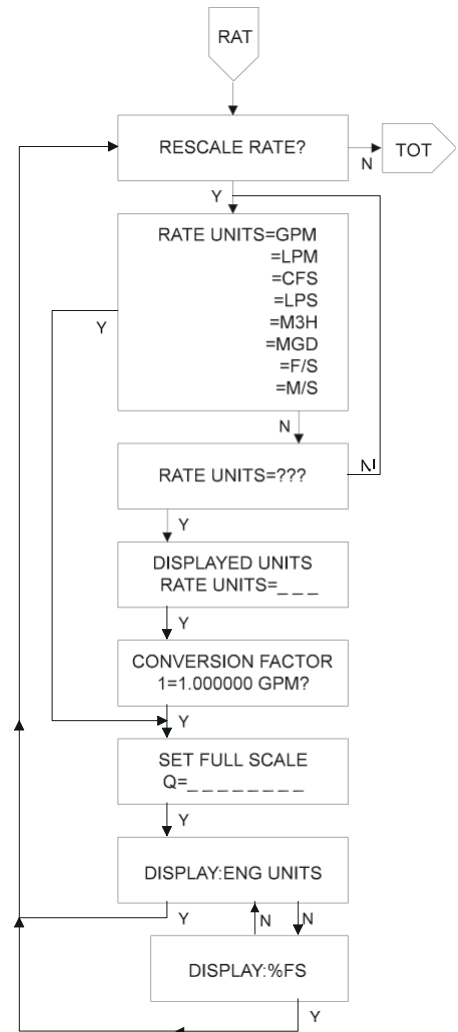 RAT
RESCALE RATE?
N
TOT
Y
RATE UNITS=GPM
=LPM
=CFS
=LPS
=M3H
=MGD
=F/S
=M/S
Y
N
RATE UNITS=???
N
Y
DISPLAYED UNITS
RATE UNITS=_ _ _
Y
CONVERSION FACTOR
1=1.000000 GPM?
Y
SET FULL SCALE
Q=_ _ _ _ _ _ _ _
Y
DISPLAY:ENG UNITS
Y
N
N
DISPLAY:%FS
Y